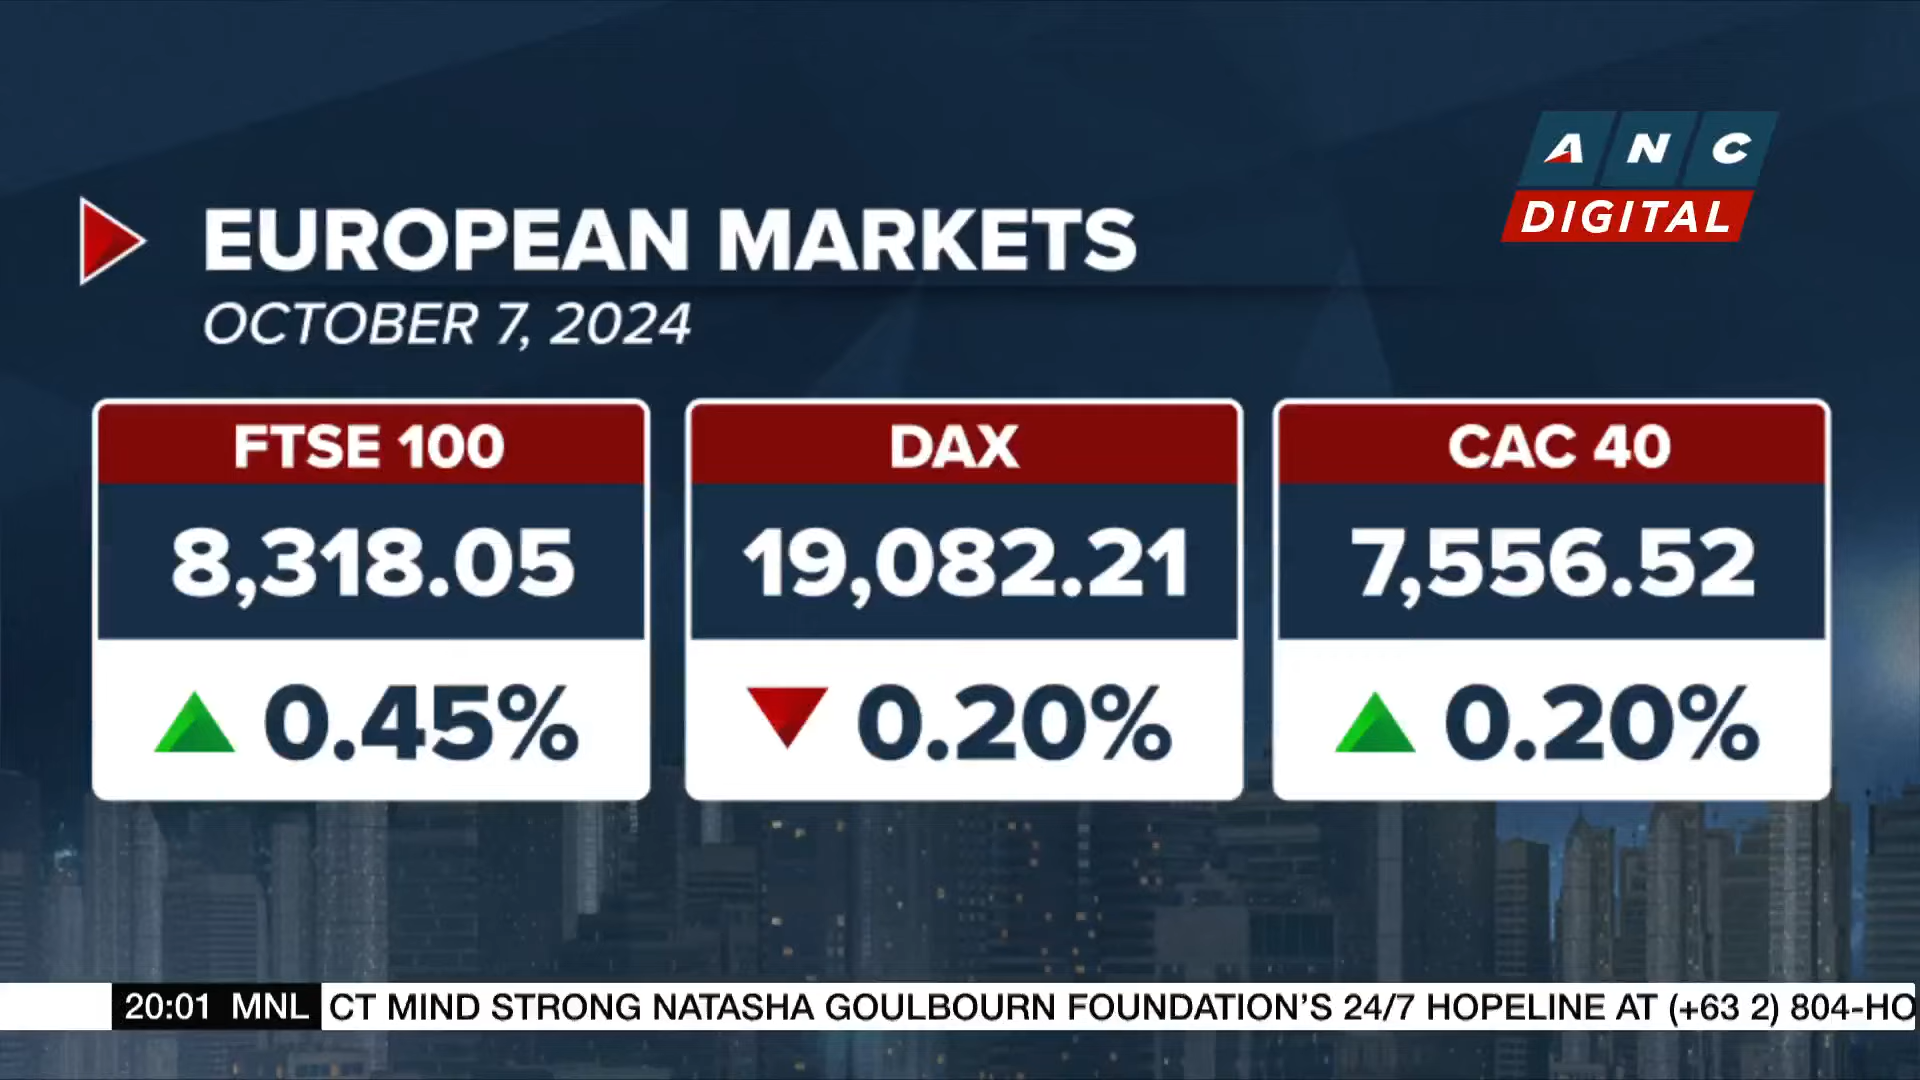 ANC
DIGITAL
EUROPEAN MARKETS
OCTOBER 7, 2024
FTSE 100
8,318.05
0.45%
DAX
19,082.21
0.20%
CAC 40
7,556.52
0.20%
20:01 MNL CT MIND STRONG NATASHA GOULBOURN FOUNDATION'S 24/7 HOPELINE AT (+63 2) 804-HO